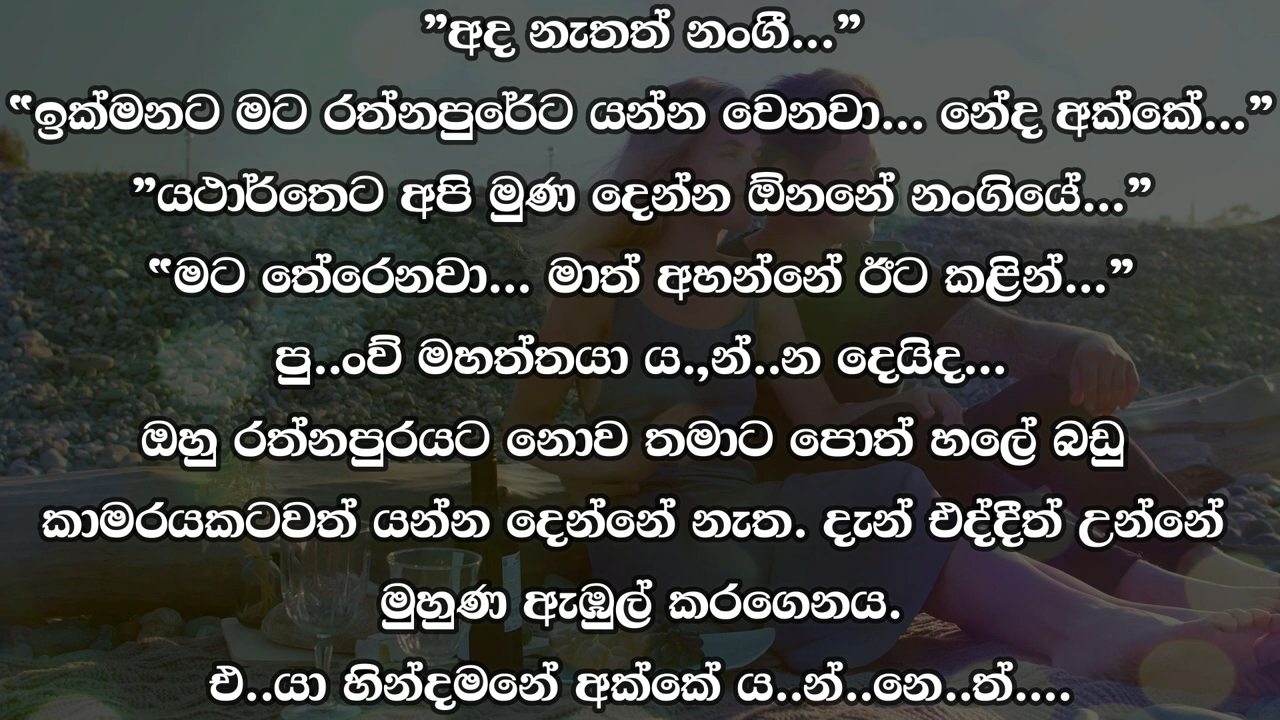 ”අද නැතත් නංගී...”
“ඉක්මනට මට රත්නපුරේට යන්න වෙනවා... නේද අක්කේ...”
”යථාර්තෙට අපි මුණ දෙන්න ඕනනේ නංගියේ...”
“මට තේරෙනවා... මාත් අහන්නේ ඊට කළින්...”
පු..ංචි මහත්තයා ය.,න්..න දෙයිද...
ඔහු රත්නපුරයට නොව තමාට පොත් හලේ බඩු
කාමරයකටවත් යන්න දෙන්නේ නැත. දැන් එද්දීත් උන්නේ
මුහුණ ඇඹුල් කරගෙනය.
එ..යා හින්දමනේ අක්කේ ය..න්..නෙ..ත්....